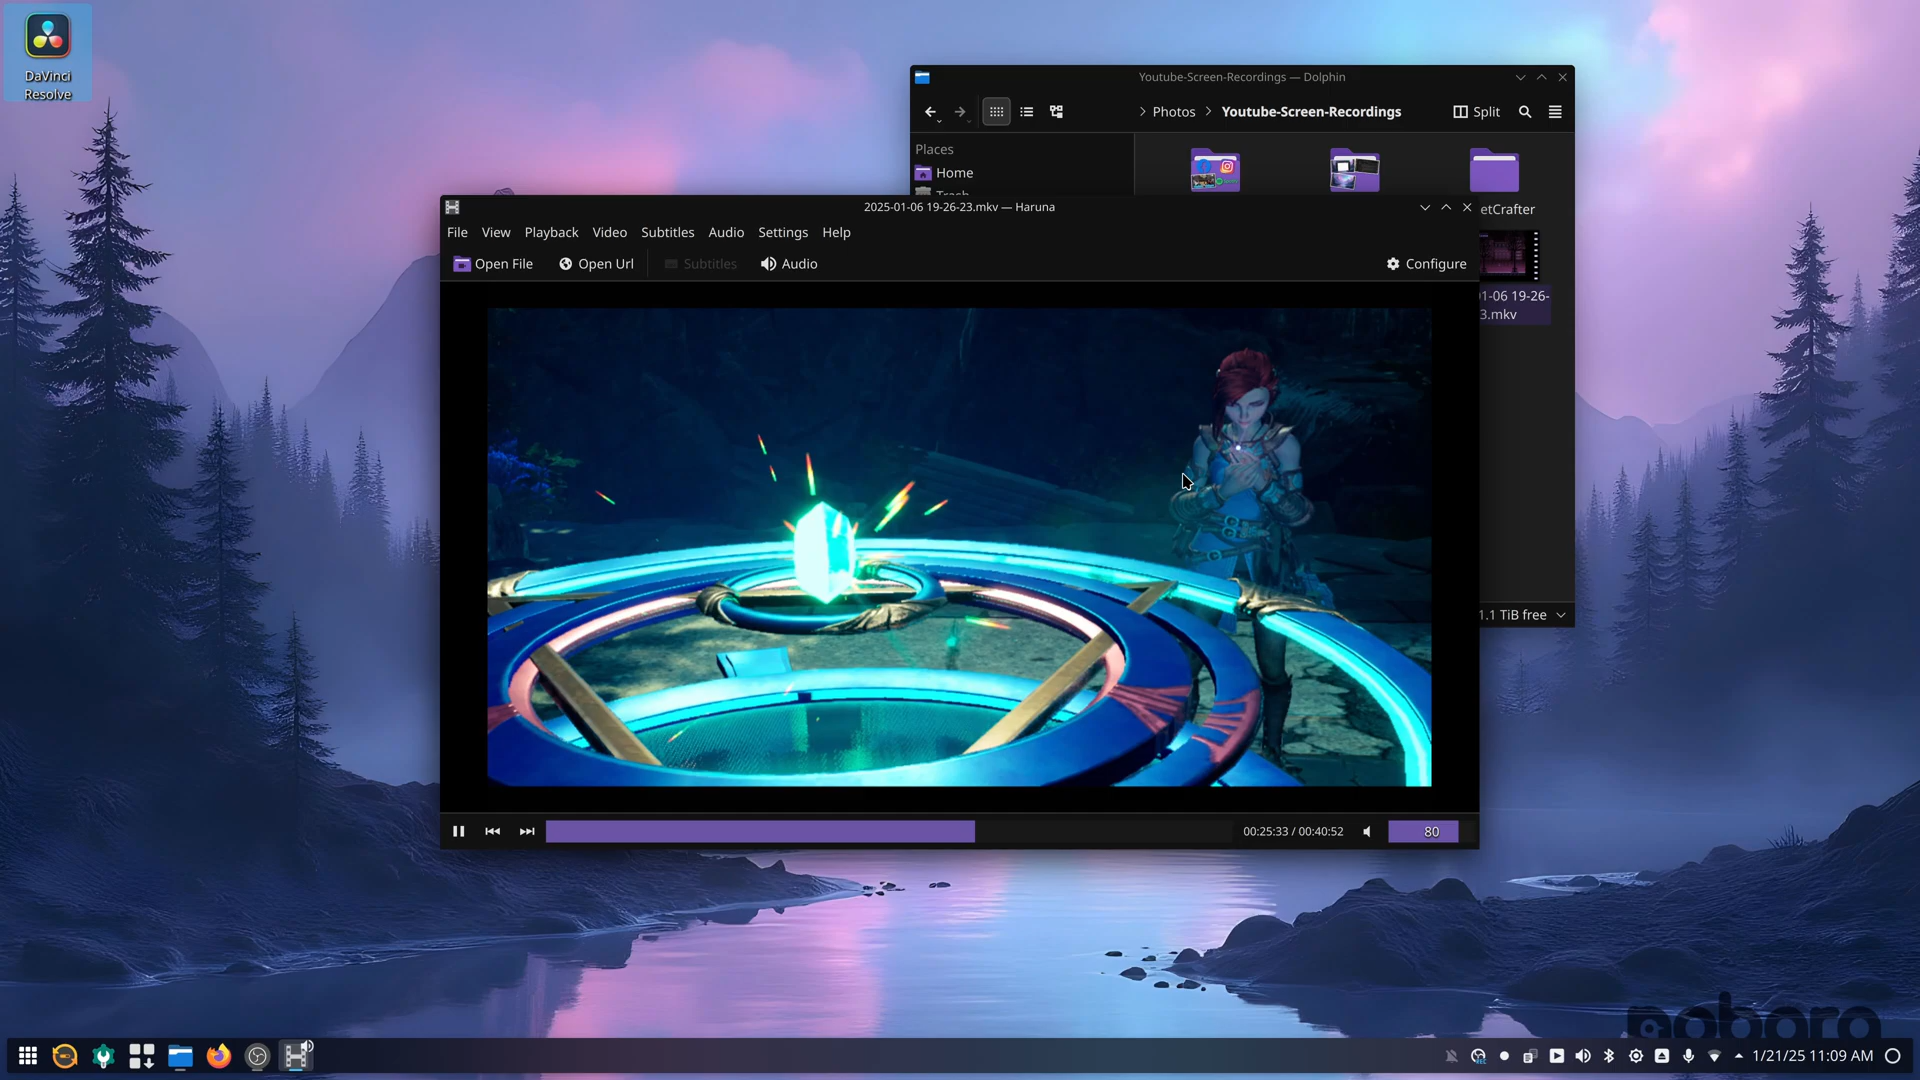 DaVinci
Resolve
Youtube-Screen-Recordings — Dolphin
Photos
Youtube-Screen-Recordings
Split
Places
Home
Trash
etCrafter
1-06 19-26-
3.mkv
1.1 TiB free
2025-01-06 19-26-23.mkv — Haruna
File View Playback Video Subtitles Audio Settings Help
Open File Open Url Subtitles Audio Configure
00:25:33 / 00:40:52 80
nobara
1/21/25 11:09 AM